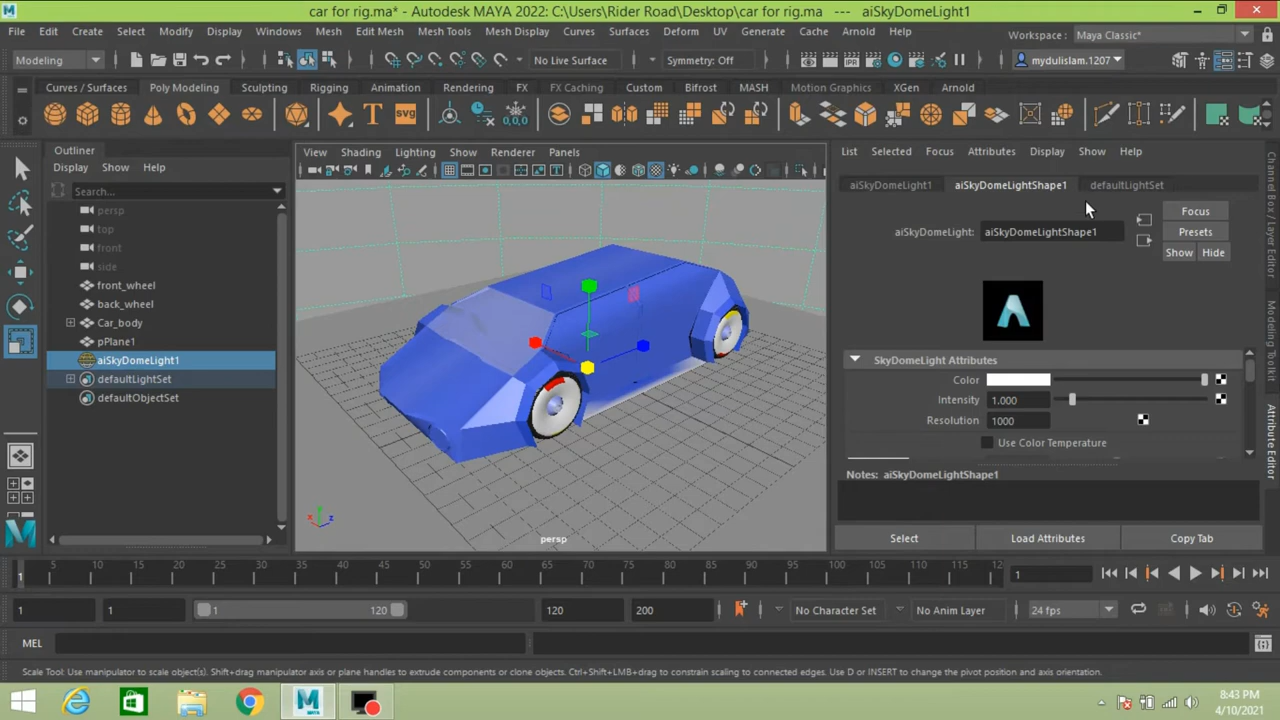 car for rig.ma* - Autodesk MAYA 2022: C:\Users\Rider Road\Desktop\car for rig.ma --- aiSkyDomeLight1
File Edit Create Select Modify Display Windows Mesh Edit Mesh Mesh Tools Mesh Display Curves Surfaces Deform UV Generate Cache Arnold Help Workspace: Maya Classic*
Modeling No Live Surface Symmetry: Off mydulislam.1207
Curves / Surfaces Poly Modeling Sculpting Rigging Animation Rendering FX FX Caching Custom Bifrost MASH Motion Graphics XGen Arnold
T SVG 0,0,0
Outliner
Display Show Help
Search...
persp
top
front
side
front_wheel
back_wheel
Car_body
pPlane1
aiSkyDomeLight1
defaultLightSet
defaultObjectSet
View Shading Lighting Show Renderer Panels
persp
List Selected Focus Attributes Display Show Help
aiSkyDomeLight1 aiSkyDomeLightShape1 defaultLightSet
aiSkyDomeLight: aiSkyDomeLightShape1
Focus
Presets
Show Hide
SkyDomeLight Attributes
Color
Intensity 1.000
Resolution 1000
Use Color Temperature
Notes: aiSkyDomeLightShape1
Select Load Attributes Copy Tab
Channel Box / Layer Editor
Attribute Editor
1 5 10 15 20 25 30 35 40 45 50 55 60 65 70 75 80 85 90 95 100 105 110 115 12 1
1 1 1 120 120 200 No Character Set No Anim Layer 24 fps
MEL
Scale Tool: Use manipulator to scale object(s). Shift+drag manipulator axis or plane handles to extrude components or clone objects. Ctrl+Shift+LMB+drag to constrain scaling to connected edges. Use D or INSERT to change the pivot position and axis orientation.
8:43 PM
4/10/2021